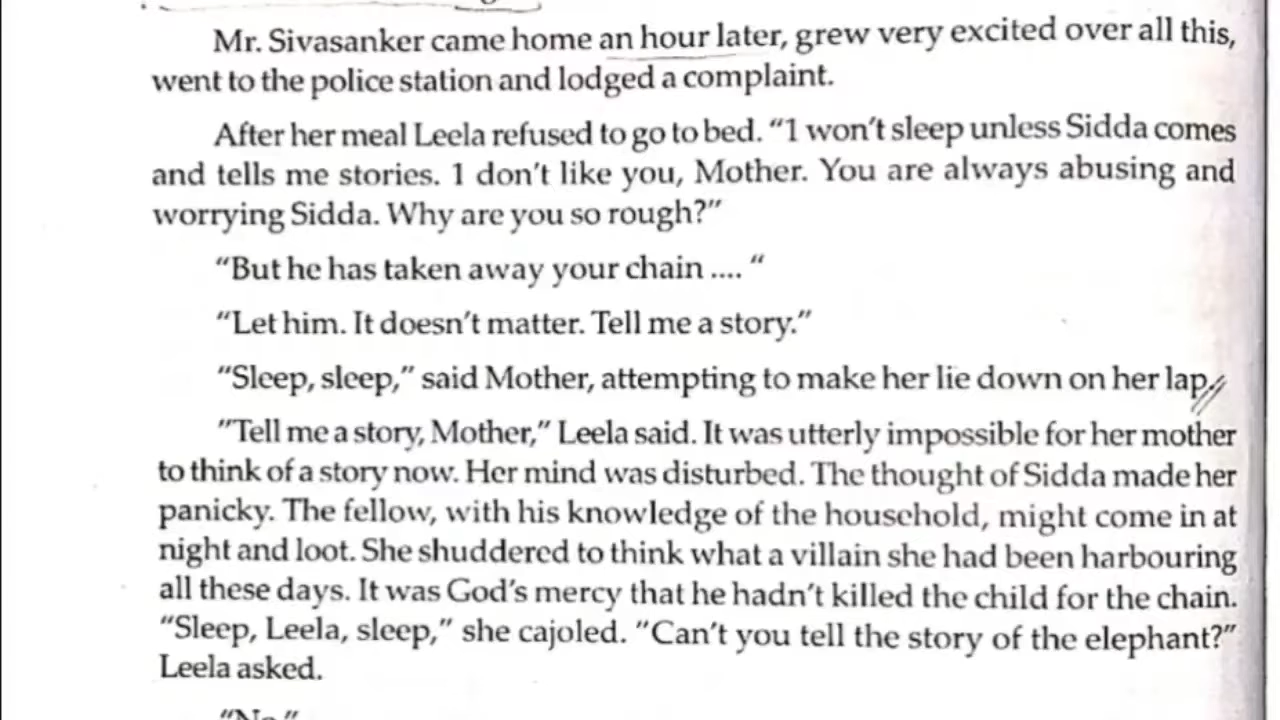 Mr. Sivasanker came home an hour later, grew very excited over all this,
went to the police station and lodged a complaint.
After her meal Leela refused to go to bed. "1 won't sleep unless Sidda comes
and tells me stories. 1 don't like you, Mother. You are always abusing and
worrying Sidda. Why are you so rough?"
"But he has taken away your chain .... "
"Let him. It doesn't matter. Tell me a story."
"Sleep, sleep," said Mother, attempting to make her lie down on her lap.
"Tell me a story, Mother," Leela said. It was utterly impossible for her mother
to think of a story now. Her mind was disturbed. The thought of Sidda made her
panicky. The fellow, with his knowledge of the household, might come in at
night and loot. She shuddered to think what a villain she had been harbouring
all these days. It was God's mercy that he hadn't killed the child for the chain.
"Sleep, Leela, sleep," she cajoled. "Can't you tell the story of the elephant?"
Leela asked.
"No."